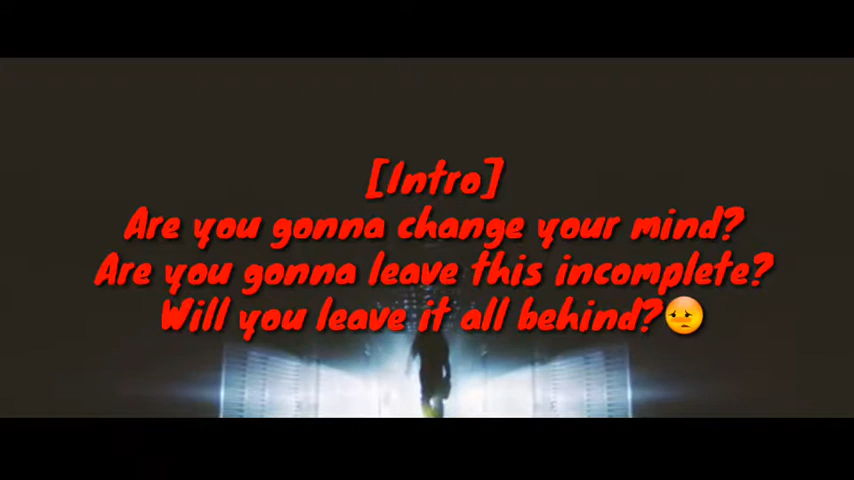 [Intro]
Are you gonna change your mind?
Are you gonna leave this incomplete?
Will you leave it all behind?😳